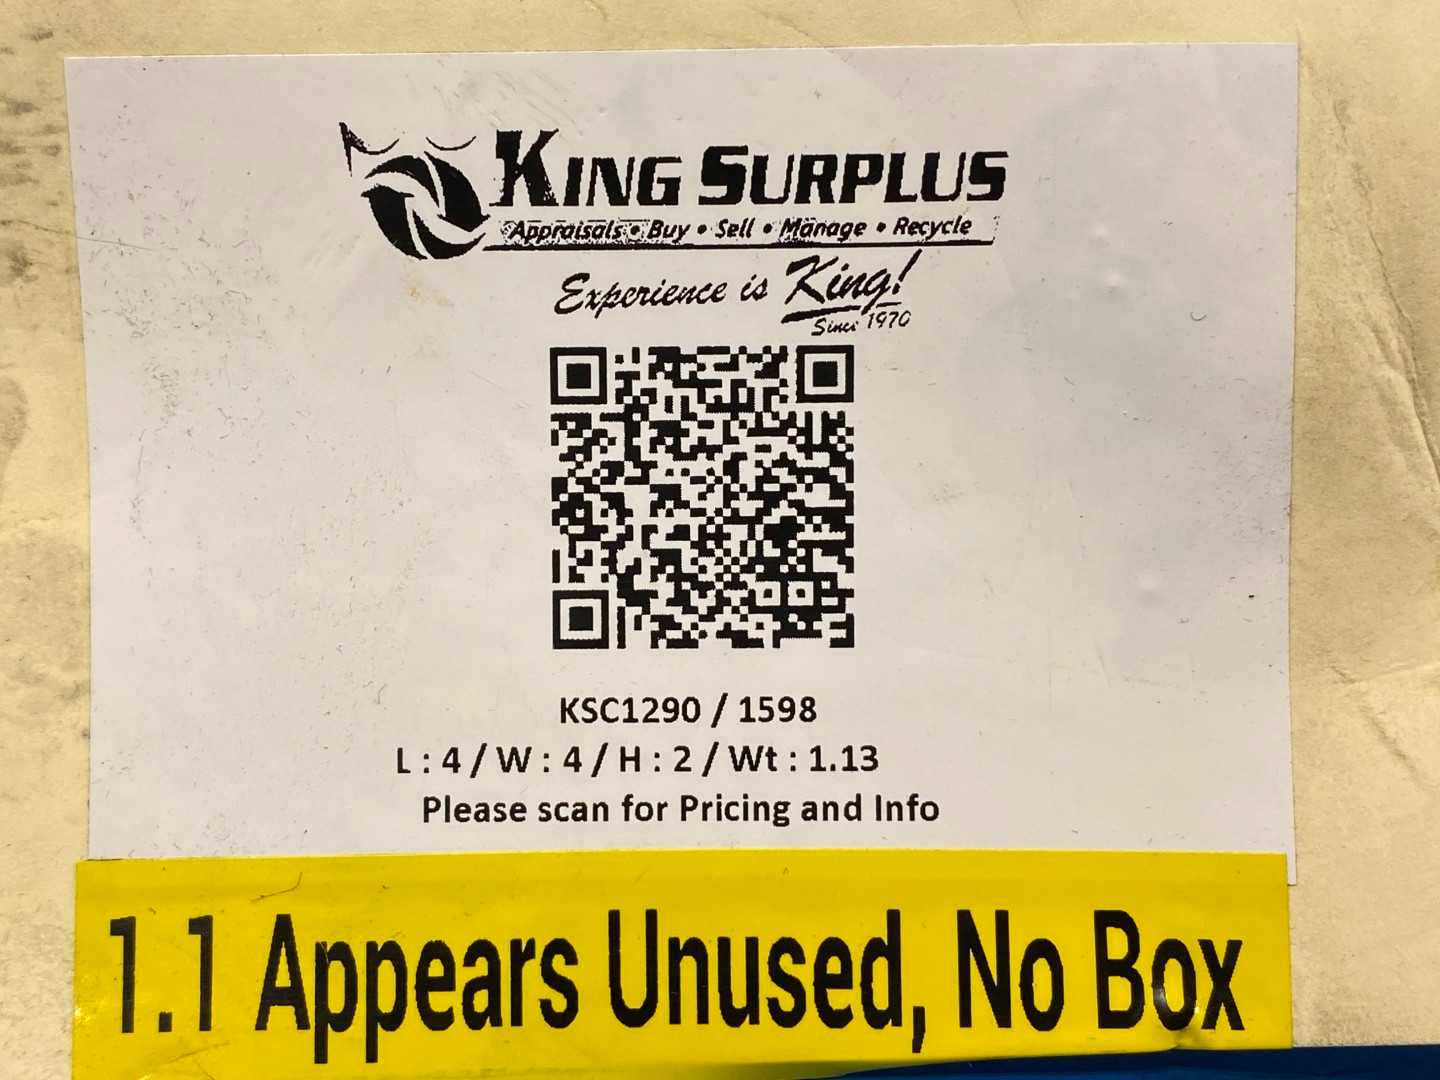 King Surplus
Appraisals • Buy • Sell • Manage • Recycle
Experience is King!
Since 1970
KSC1290 / 1598
L : 4 / W : 4 / H : 2 / Wt : 1.13
Please scan for Pricing and Info
1.1 Appears Unused, No Box